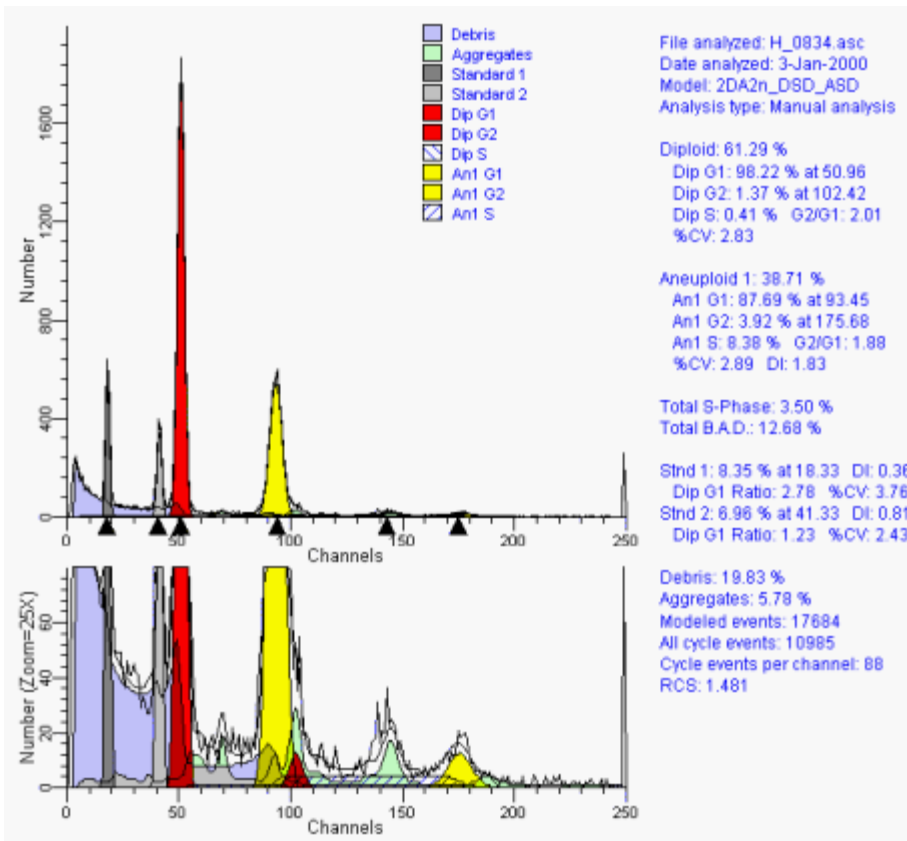 Debris
Aggregates
Standard 1
Standard 2
Dip G1
Dip G2
Dip S
An1 G1
An1 G2
An1 S
Number
1600
1200
800
400
0
0
50
100
150
200
250
Channels
Number (Zoom=25X)
60
40
20
0
0
50
100
150
200
250
Channels
File analyzed: H_0834.asc
Date analyzed: 3-Jan-2000
Model: 2DA2n_DSD_ASD
Analysis type: Manual analysis
Diploid: 61.29 %
Dip G1: 98.22 % at 50.96
Dip G2: 1.37 % at 102.42
Dip S: 0.41 % G2/G1: 2.01
%CV: 2.83
Aneuploid 1: 38.71 %
An1 G1: 87.69 % at 93.45
An1 G2: 3.92 % at 175.68
An1 S: 8.38 % G2/G1: 1.88
%CV: 2.89 DI: 1.83
Total S-Phase: 3.50 %
Total B.A.D.: 12.68 %
Stnd 1: 8.35 % at 18.33 DI: 0.36
Dip G1 Ratio: 2.78 %CV: 3.76
Stnd 2: 6.96 % at 41.33 DI: 0.81
Dip G1 Ratio: 1.23 %CV: 2.43
Debris: 19.83 %
Aggregates: 5.78 %
Modeled events: 17684
All cycle events: 10985
Cycle events per channel: 88
RCS: 1.481